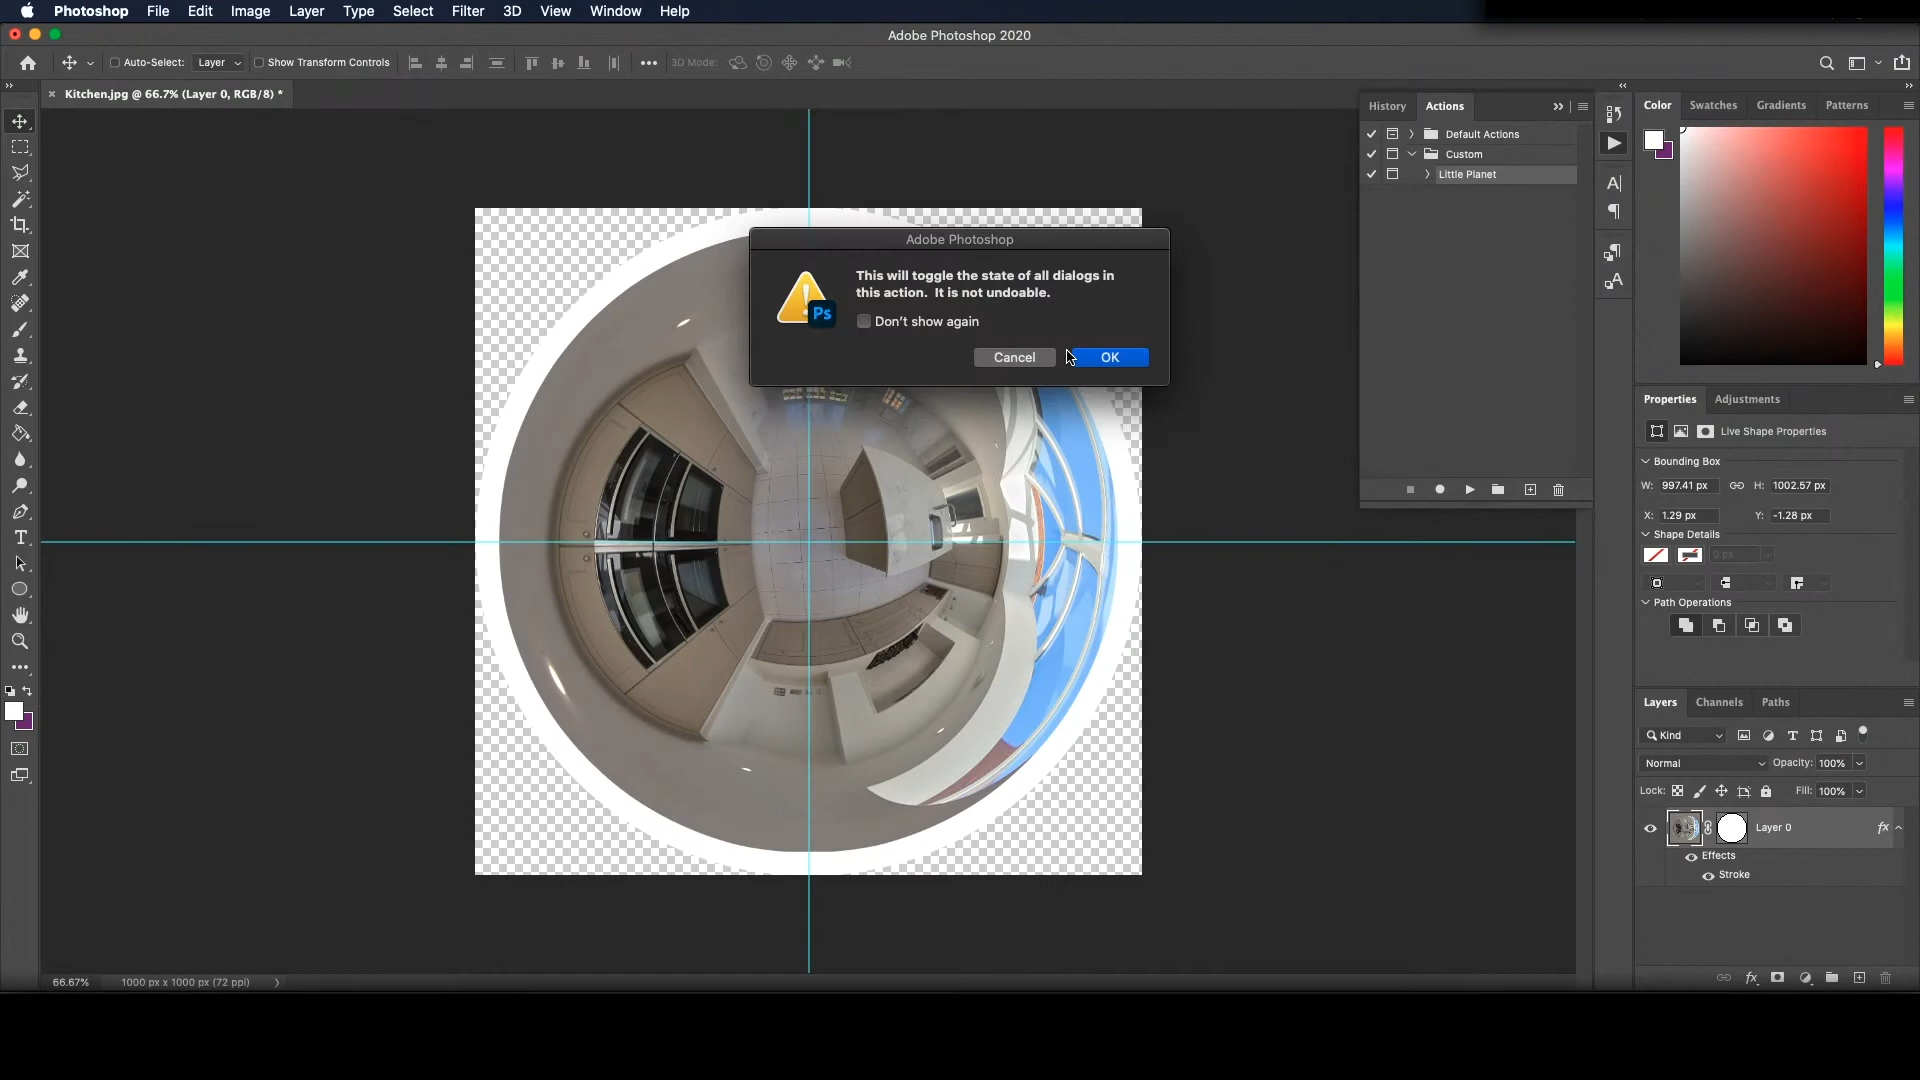 Photoshop File Edit Image Layer Type Select Filter 3D View Window Help
Adobe Photoshop 2020
Auto-Select: Layer Show Transform Controls 3D Mode:
Kitchen.jpg @ 66.7% (Layer 0, RGB/8) *
History Actions
Default Actions
Custom
Little Planet
Color Swatches Gradients Patterns
Adobe Photoshop
This will toggle the state of all dialogs in
this action. It is not undoable.
Ps
Don't show again
Cancel OK
Properties Adjustments
Live Shape Properties
Bounding Box
W: 997.41 px H: 1002.57 px
X: 1.29 px Y: -1.28 px
Shape Details
0 px
Path Operations
Layers Channels Paths
Kind
Normal Opacity: 100%
Lock: Fill: 100%
Layer 0 fx
Effects
Stroke
fx
66.67% 1000 px x 1000 px (72 ppi)